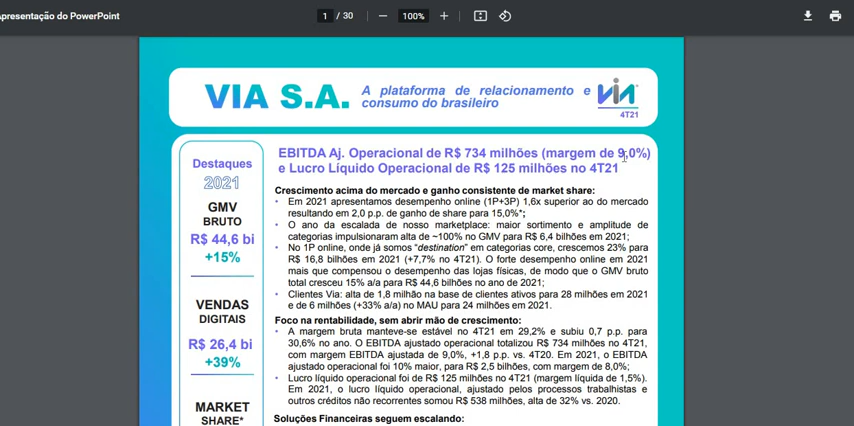 Apresentação do PowerPoint
1 / 30
100%
VIA S.A.
A plataforma de relacionamento e
consumo do brasileiro
VIA
4T21
Destaques
2021
GMV
BRUTO
R$ 44,6 bi
+15%
VENDAS
DIGITAIS
R$ 26,4 bi
+39%
MARKET
SHARE*
EBITDA Aj. Operacional de R$ 734 milhões (margem de 9,0%)
e Lucro Líquido Operacional de R$ 125 milhões no 4T21
Crescimento acima do mercado e ganho consistente de market share:
• Em 2021 apresentamos desempenho online (1P+3P) 1,6x superior ao do mercado
resultando em 2,0 p.p. de ganho de share para 15,0%*;
• O ano da escalada de nosso marketplace: maior sortimento e amplitude de
categorias impulsionaram alta de ~100% no GMV para R$ 6,4 bilhões em 2021;
• No 1P online, onde já somos “destination” em categorias core, crescemos 23% para
R$ 16,8 bilhões em 2021 (+7,7% no 4T21). O forte desempenho online em 2021
mais que compensou o desempenho das lojas físicas, de modo que o GMV bruto
total cresceu 15% a/a para R$ 44,6 bilhões no ano de 2021;
• Clientes Via: alta de 1,8 milhão na base de clientes ativos para 28 milhões em 2021
e de 6 milhões (+33% a/a) no MAU para 24 milhões em 2021.
Foco na rentabilidade, sem abrir mão de crescimento:
• A margem bruta manteve-se estável no 4T21 em 29,2% e subiu 0,7 p.p. para
30,6% no ano. O EBITDA ajustado operacional totalizou R$ 734 milhões no 4T21,
com margem EBITDA ajustada de 9,0%, +1,8 p.p. vs. 4T20. Em 2021, o EBITDA
ajustado operacional foi 10% maior, para R$ 2,5 bilhões, com margem de 8,0%;
• Lucro líquido operacional foi de R$ 125 milhões no 4T21 (margem líquida de 1,5%).
Em 2021, o lucro líquido operacional, ajustado pelos processos trabalhistas e
outros créditos não recorrentes somou R$ 538 milhões, alta de 32% vs. 2020.
Soluções Financeiras seguem escalando: